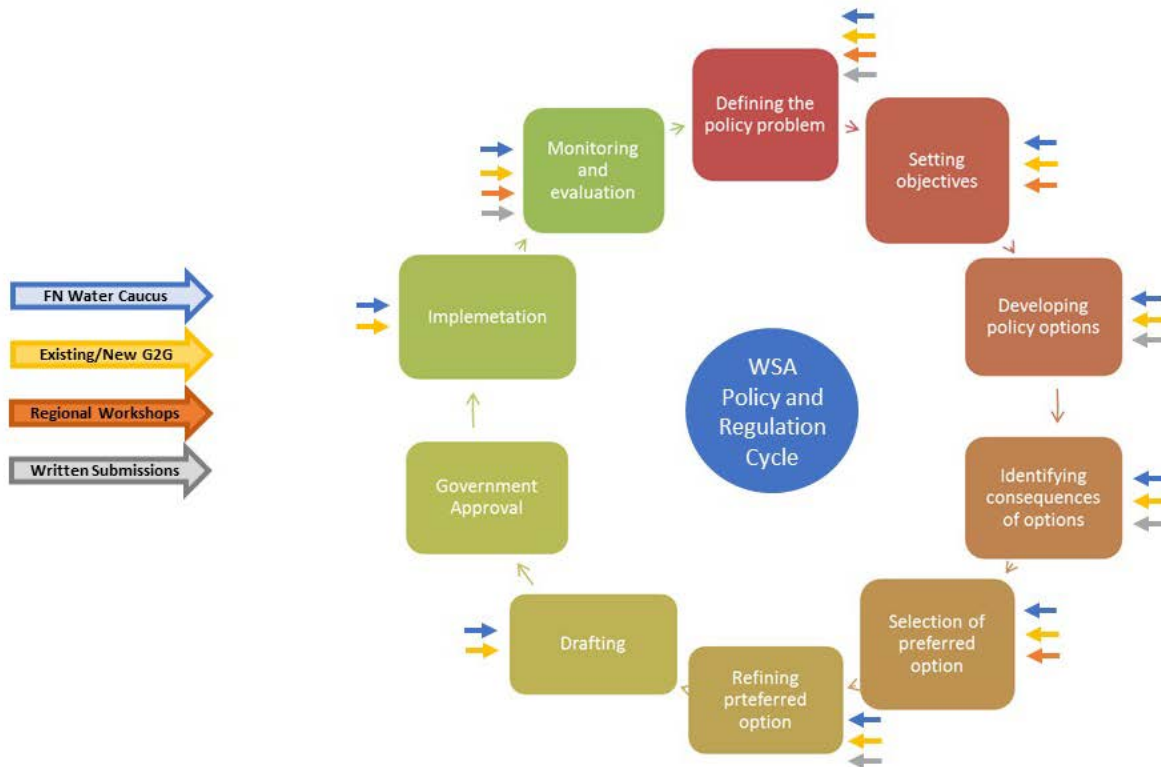 Defining the
policy problem
Setting
objectives
Developing
policy options
Identifying
consequences
of options
Selection of
preferred
option
Refining
prteferred
option
Drafting
Government
Approval
Implemetation
Monitoring
and
evaluation
WSA
Policy and
Regulation
Cycle
FN Water Caucus
Existing/New G2G
Regional Workshops
Written Submissions